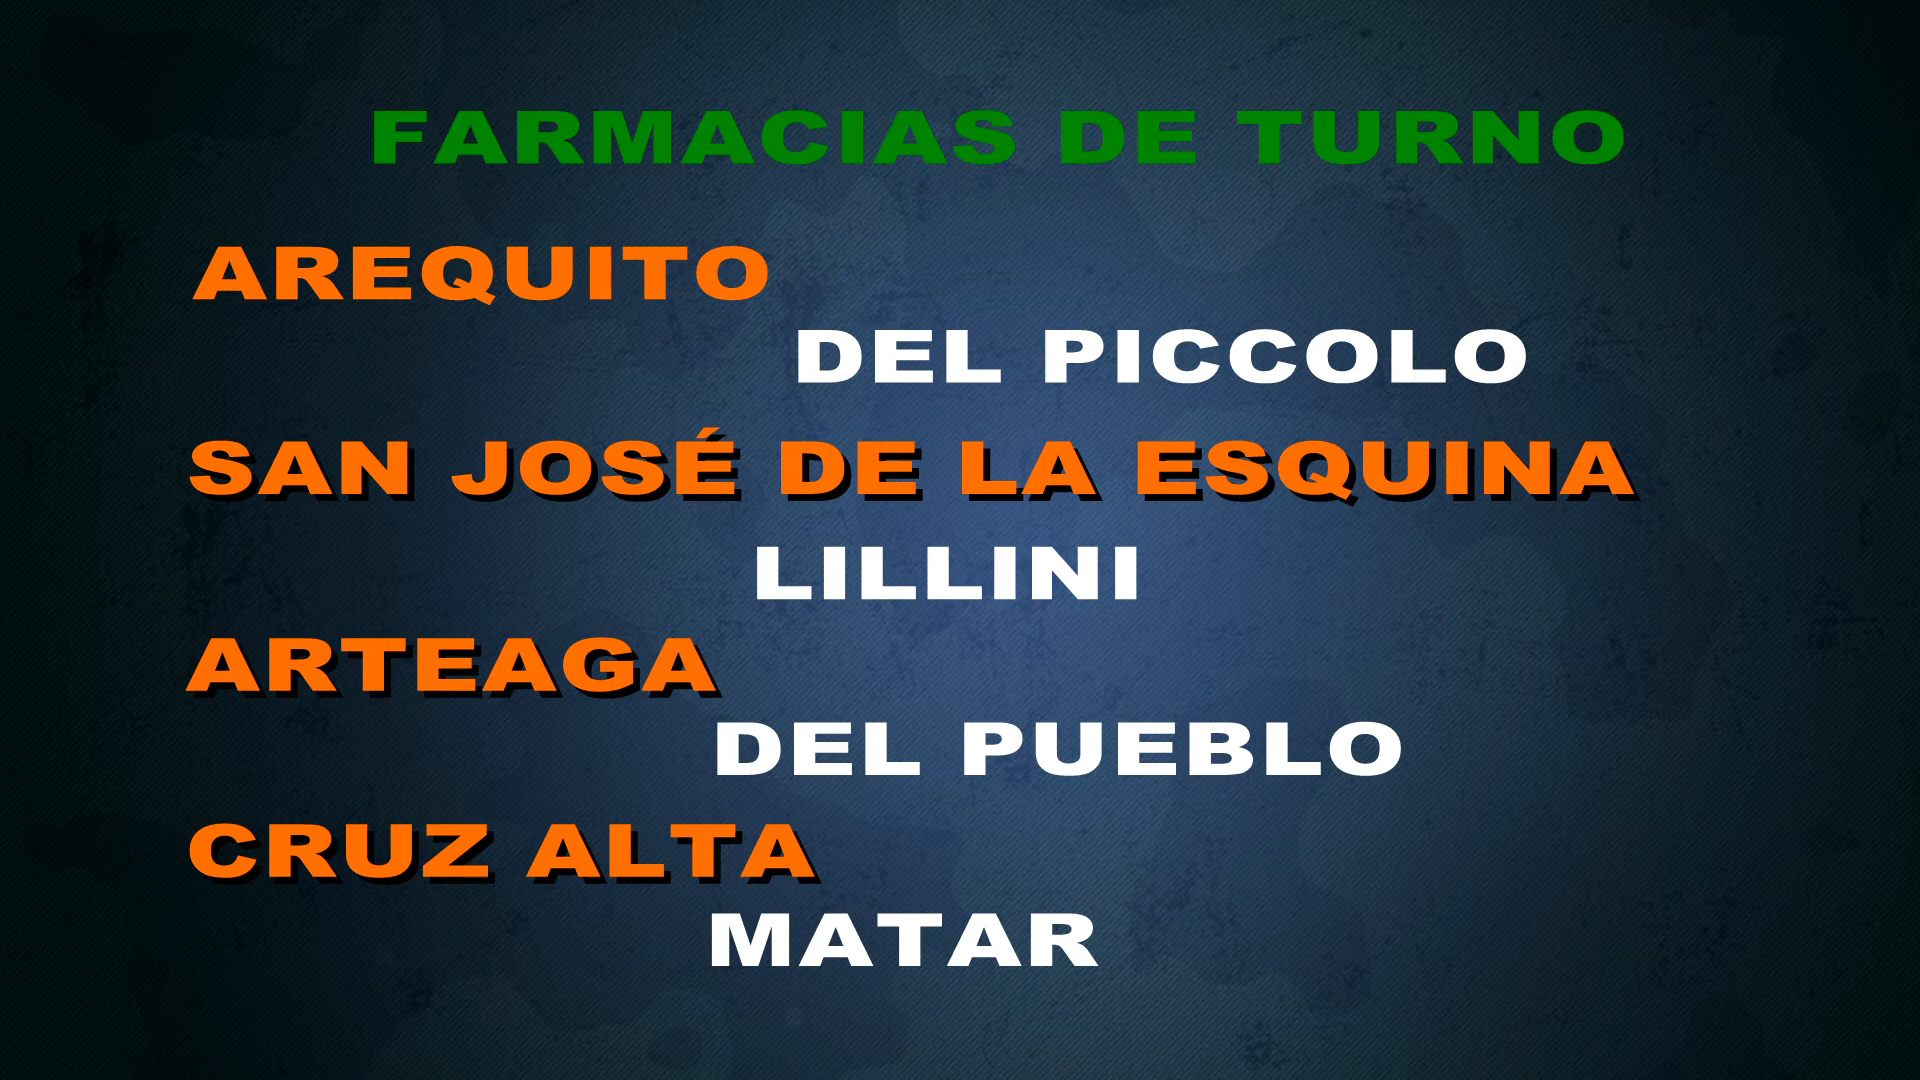 FARMACIAS DE TURNO
AREQUITO
DEL PICCOLO
SAN JOSÉ DE LA ESQUINA
LILLINI
ARTEAGA
DEL PUEBLO
CRUZ ALTA
MATAR